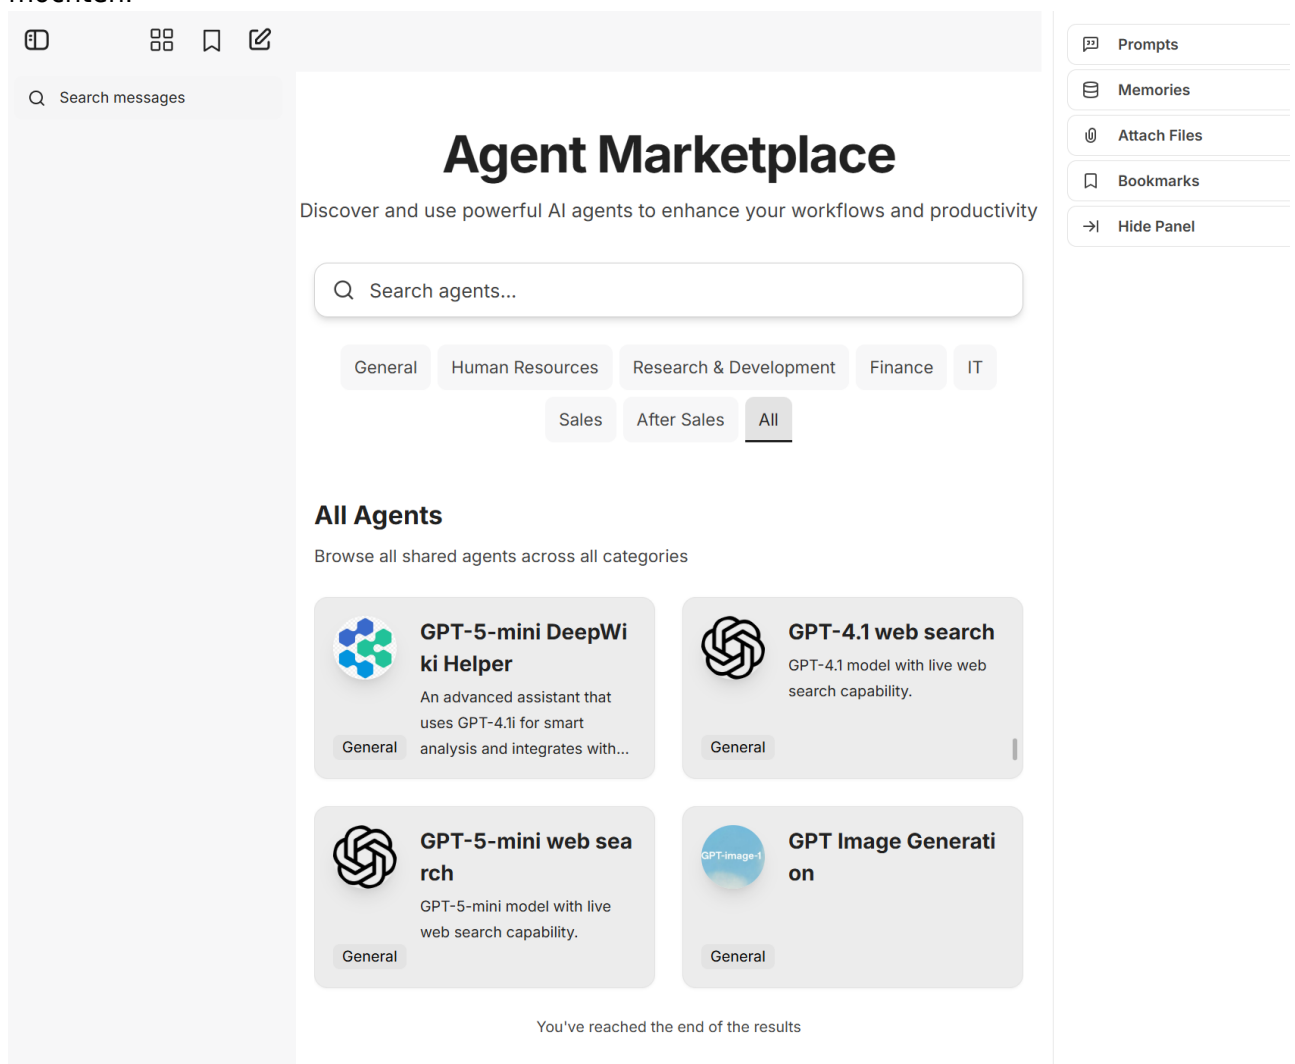 möchten.
Search messages
Agent Marketplace
Discover and use powerful AI agents to enhance your workflows and productivity
Search agents...
General
Human Resources
Research & Development
Finance
IT
Sales
After Sales
All
All Agents
Browse all shared agents across all categories
GPT-5-mini DeepWi
ki Helper
An advanced assistant that
uses GPT-4.1i for smart
analysis and integrates with...
General
GPT-4.1 web search
GPT-4.1 model with live web
search capability.
General
GPT-5-mini web sea
rch
GPT-5-mini model with live
web search capability.
General
GPT-image-1
GPT Image Generati
on
General
You've reached the end of the results
Prompts
Memories
Attach Files
Bookmarks
Hide Panel